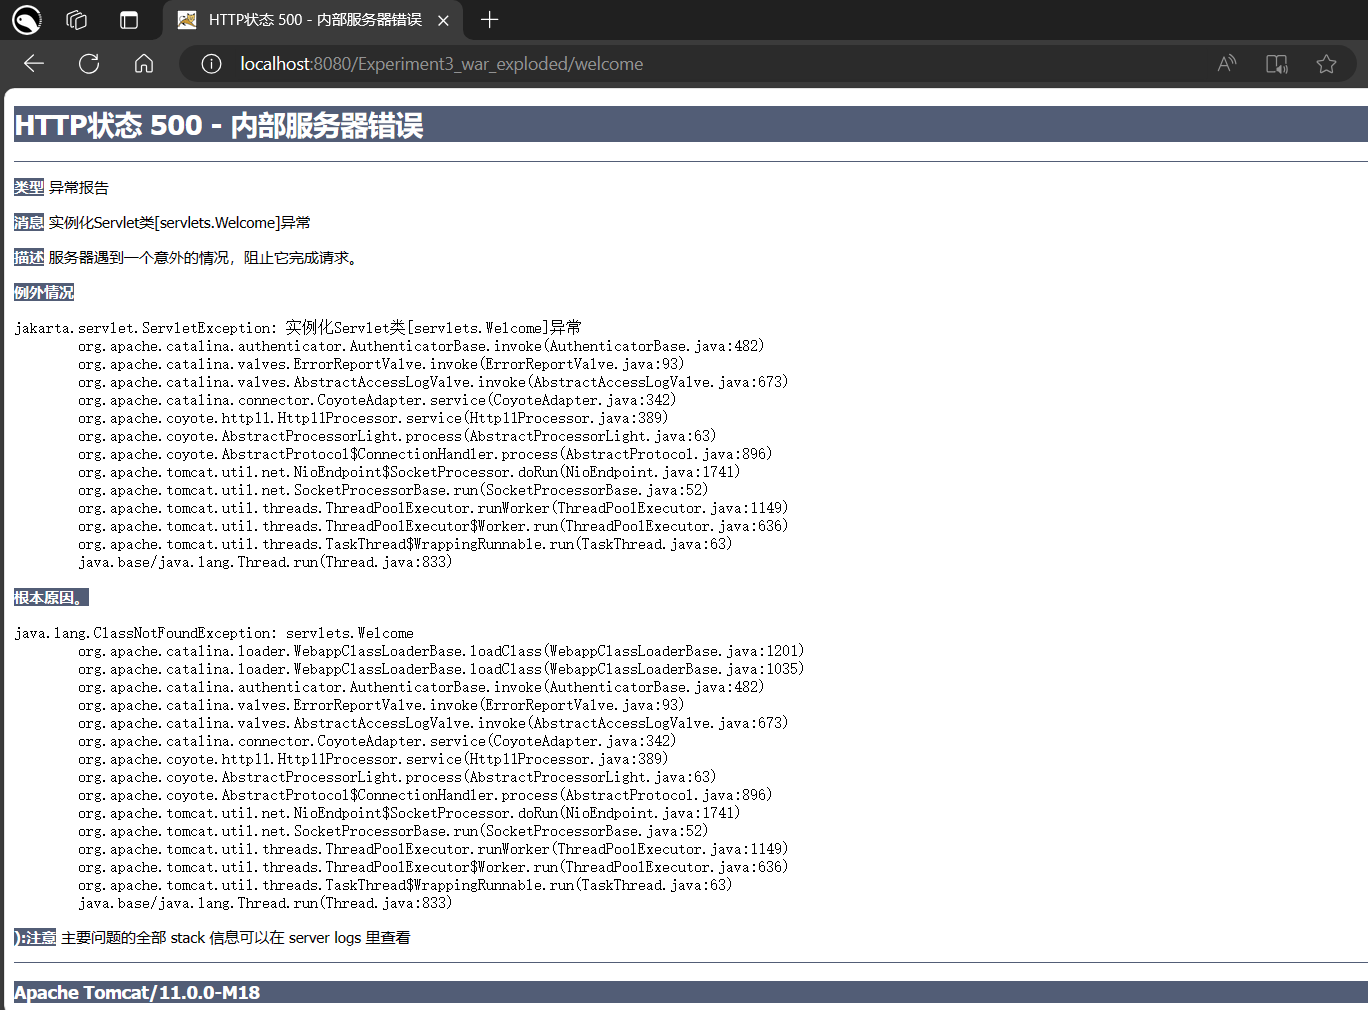 HTTP状态 500 - 内部服务器错误
localhost:8080/Experiment3_war_exploded/welcome
HTTP状态 500 - 内部服务器错误
类型 异常报告
消息 实例化Servlet类[servlets.Welcome]异常
描述 服务器遇到一个意外的情况，阻止它完成请求。
例外情况
jakarta.servlet.ServletException: 实例化Servlet类[servlets.Welcome]异常
org.apache.catalina.authenticator.AuthenticatorBase.invoke(AuthenticatorBase.java:482)
org.apache.catalina.valves.ErrorReportValve.invoke(ErrorReportValve.java:93)
org.apache.catalina.valves.AbstractAccessLogValve.invoke(AbstractAccessLogValve.java:673)
org.apache.catalina.connector.CoyoteAdapter.service(CoyoteAdapter.java:342)
org.apache.coyote.http11.Http11Processor.service(Http11Processor.java:389)
org.apache.coyote.AbstractProcessorLight.process(AbstractProcessorLight.java:63)
org.apache.coyote.AbstractProtocol$ConnectionHandler.process(AbstractProtocol.java:896)
org.apache.tomcat.util.net.NioEndpoint$SocketProcessor.doRun(NioEndpoint.java:1741)
org.apache.tomcat.util.net.SocketProcessorBase.run(SocketProcessorBase.java:52)
org.apache.tomcat.util.threads.ThreadPoolExecutor.runWorker(ThreadPoolExecutor.java:1149)
org.apache.tomcat.util.threads.ThreadPoolExecutor$Worker.run(ThreadPoolExecutor.java:636)
org.apache.tomcat.util.threads.TaskThread$WrappingRunnable.run(TaskThread.java:63)
java.base/java.lang.Thread.run(Thread.java:833)
根本原因。
java.lang.ClassNotFoundException: servlets.Welcome
org.apache.catalina.loader.WebappClassLoaderBase.loadClass(WebappClassLoaderBase.java:1201)
org.apache.catalina.loader.WebappClassLoaderBase.loadClass(WebappClassLoaderBase.java:1035)
org.apache.catalina.authenticator.AuthenticatorBase.invoke(AuthenticatorBase.java:482)
org.apache.catalina.valves.ErrorReportValve.invoke(ErrorReportValve.java:93)
org.apache.catalina.valves.AbstractAccessLogValve.invoke(AbstractAccessLogValve.java:673)
org.apache.catalina.connector.CoyoteAdapter.service(CoyoteAdapter.java:342)
org.apache.coyote.http11.Http11Processor.service(Http11Processor.java:389)
org.apache.coyote.AbstractProcessorLight.process(AbstractProcessorLight.java:63)
org.apache.coyote.AbstractProtocol$ConnectionHandler.process(AbstractProtocol.java:896)
org.apache.tomcat.util.net.NioEndpoint$SocketProcessor.doRun(NioEndpoint.java:1741)
org.apache.tomcat.util.net.SocketProcessorBase.run(SocketProcessorBase.java:52)
org.apache.tomcat.util.threads.ThreadPoolExecutor.runWorker(ThreadPoolExecutor.java:1149)
org.apache.tomcat.util.threads.ThreadPoolExecutor$Worker.run(ThreadPoolExecutor.java:636)
org.apache.tomcat.util.threads.TaskThread$WrappingRunnable.run(TaskThread.java:63)
java.base/java.lang.Thread.run(Thread.java:833)
):注意 主要问题的全部 stack 信息可以在 server logs 里查看
Apache Tomcat/11.0.0-M18